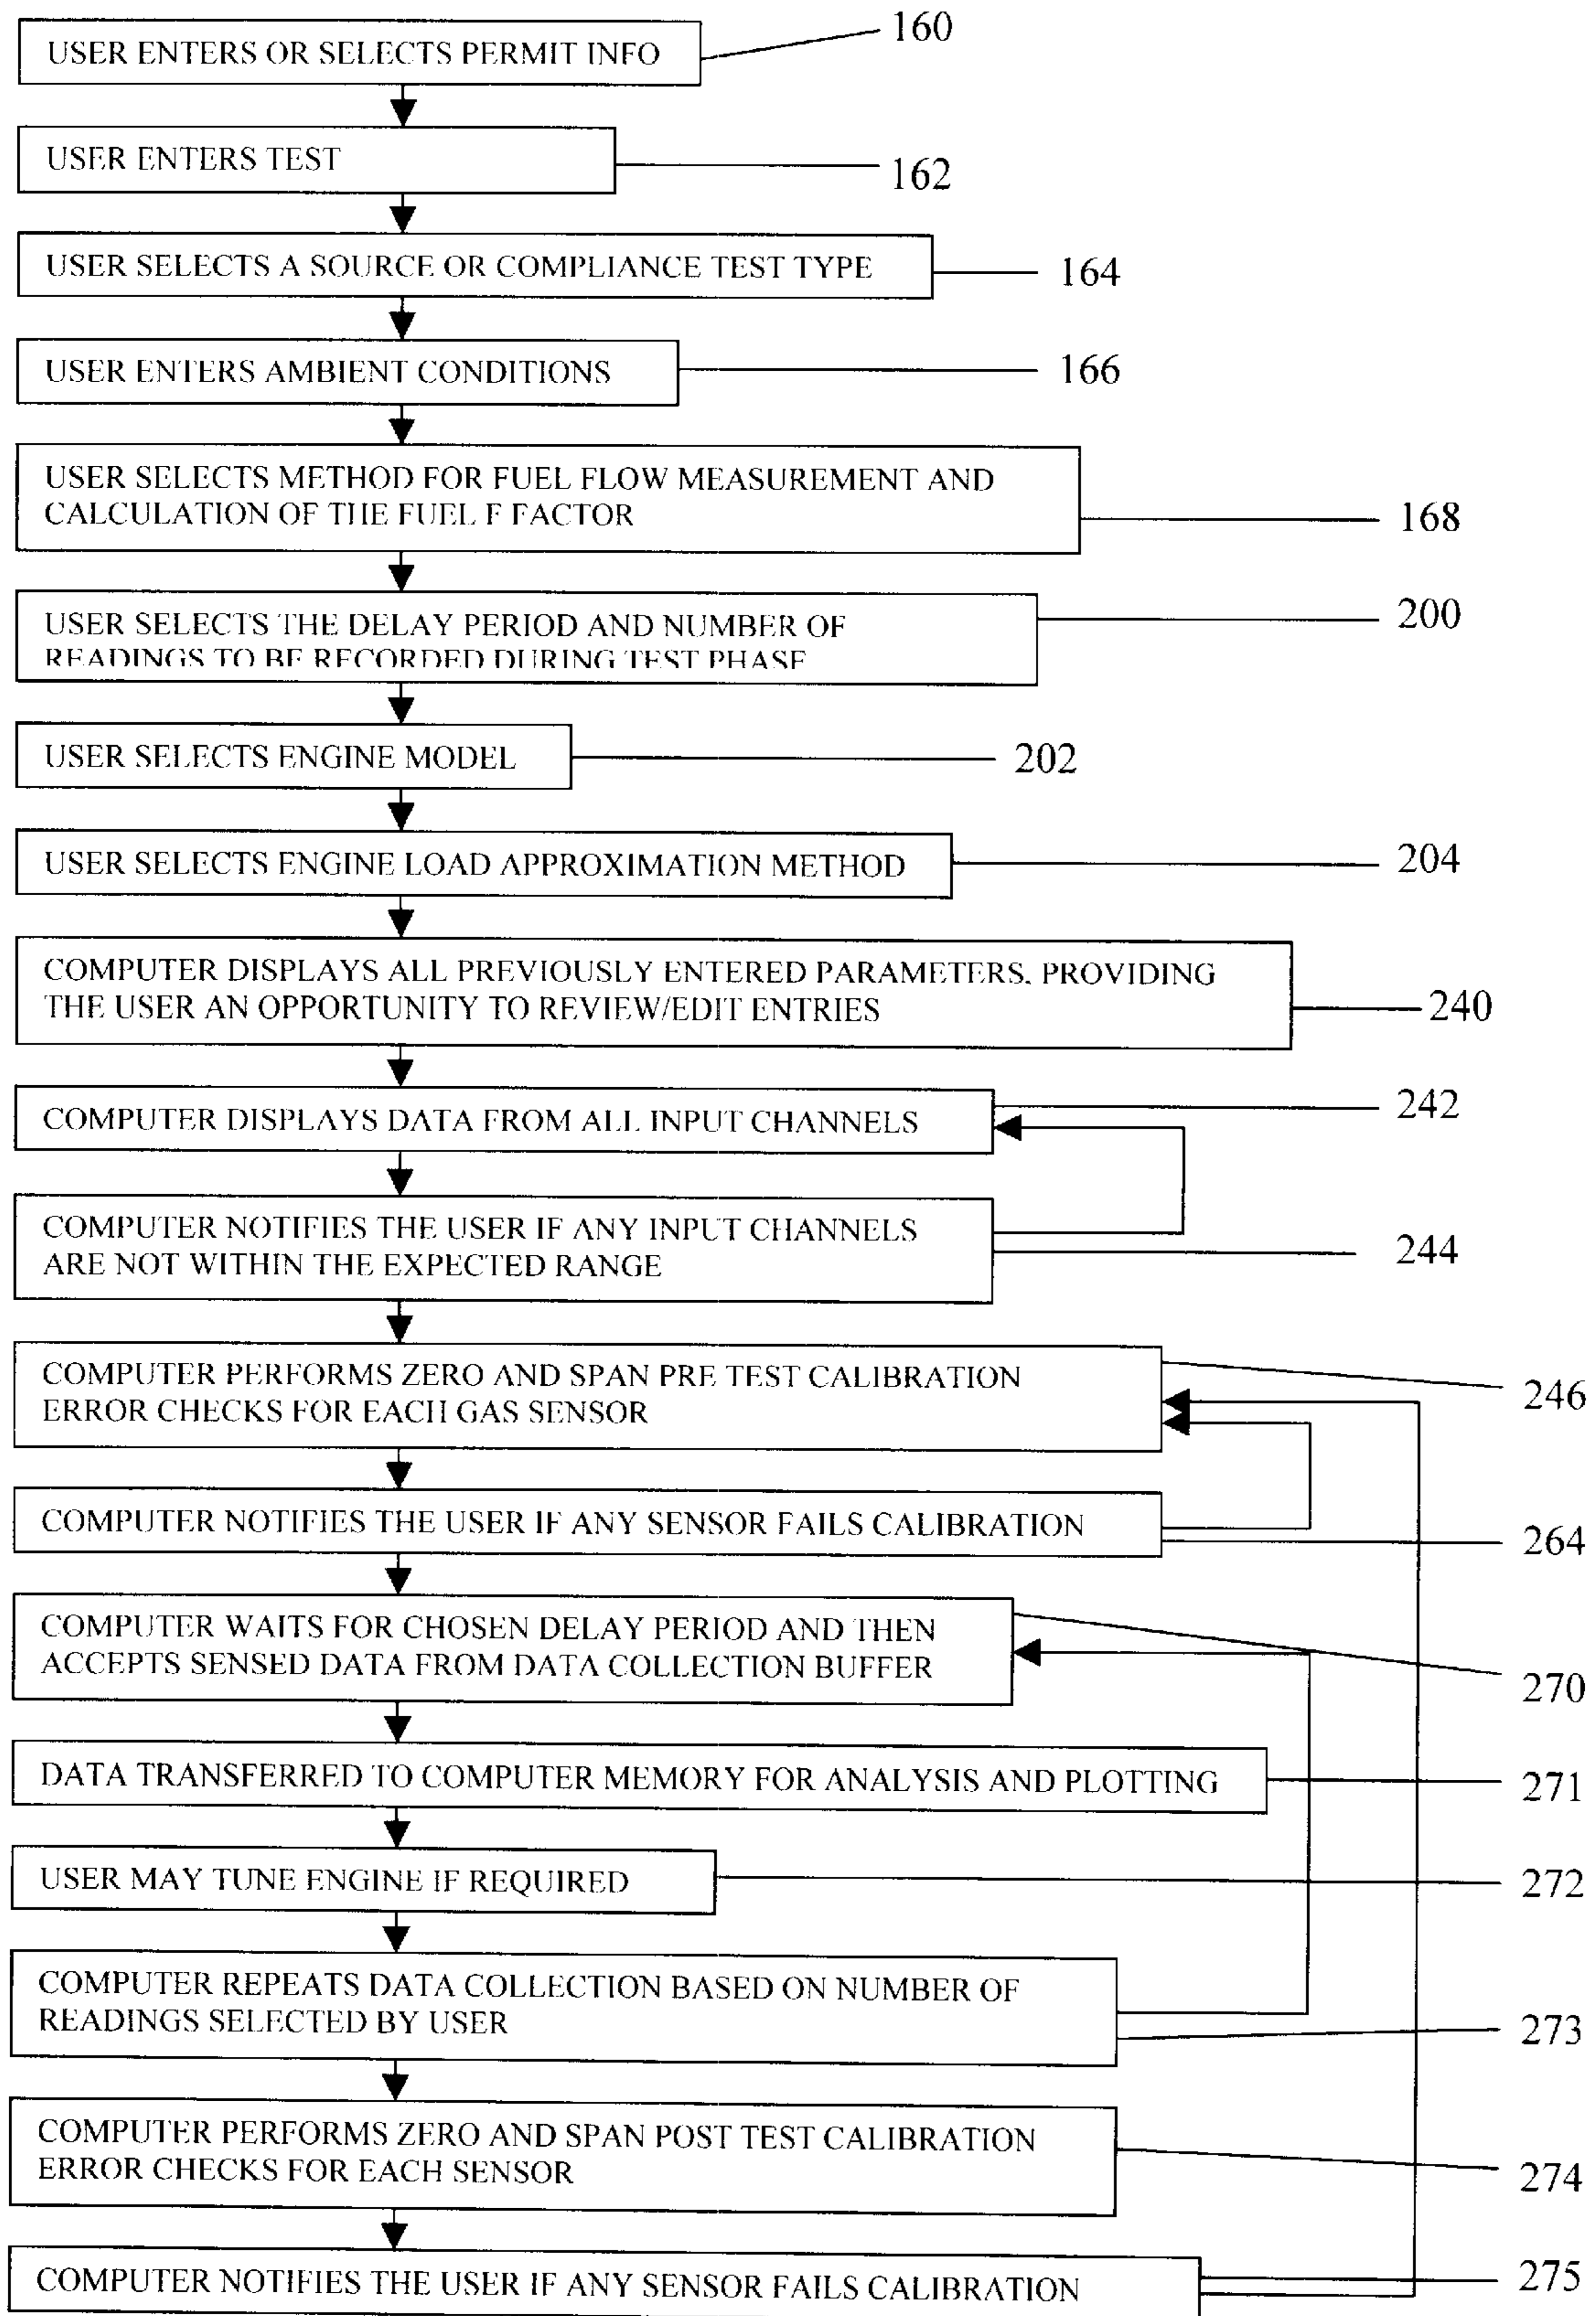 USER ENTERS OR SELECTS PERMIT INFO
160
USER ENTERS TEST
162
USER SELECTS A SOURCE OR COMPLIANCE TEST TYPE
164
USER ENTERS AMBIENT CONDITIONS
166
USER SELECTS METHOD FOR FUEL FLOW MEASUREMENT AND
CALCULATION OF THE FUEL F FACTOR
168
USER SELECTS THE DELAY PERIOD AND NUMBER OF
READINGS TO BE RECORDED DURING TEST PHASE
200
USER SELECTS ENGINE MODEL
202
USER SELECTS ENGINE LOAD APPROXIMATION METHOD
204
COMPUTER DISPLAYS ALL PREVIOUSLY ENTERED PARAMETERS, PROVIDING
THE USER AN OPPORTUNITY TO REVIEW/EDIT ENTRIES
240
COMPUTER DISPLAYS DATA FROM ALL INPUT CHANNELS
242
COMPUTER NOTIFIES THE USER IF ANY INPUT CHANNELS
ARE NOT WITHIN THE EXPECTED RANGE
244
COMPUTER PERFORMS ZERO AND SPAN PRE TEST CALIBRATION
ERROR CHECKS FOR EACH GAS SENSOR
246
COMPUTER NOTIFIES THE USER IF ANY SENSOR FAILS CALIBRATION
264
COMPUTER WAITS FOR CHOSEN DELAY PERIOD AND THEN
ACCEPTS SENSED DATA FROM DATA COLLECTION BUFFER
270
DATA TRANSFERRED TO COMPUTER MEMORY FOR ANALYSIS AND PLOTTING
271
USER MAY TUNE ENGINE IF REQUIRED
272
COMPUTER REPEATS DATA COLLECTION BASED ON NUMBER OF
READINGS SELECTED BY USER
273
COMPUTER PERFORMS ZERO AND SPAN POST TEST CALIBRATION
ERROR CHECKS FOR EACH SENSOR
274
COMPUTER NOTIFIES THE USER IF ANY SENSOR FAILS CALIBRATION
275